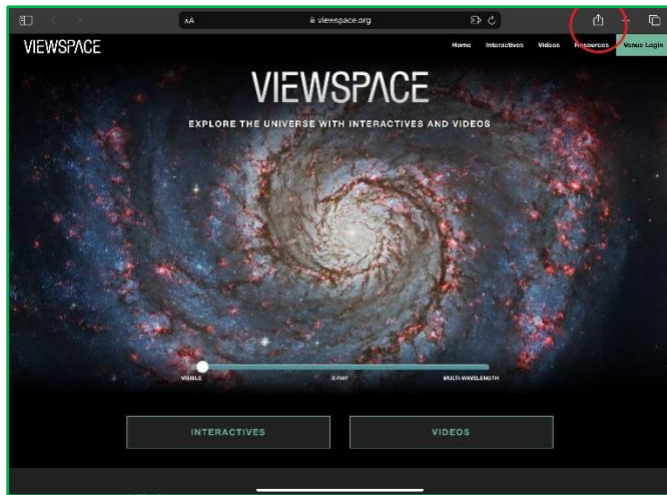 AA viewspace.org
VIEWSPACE Home Interactives Videos Resources Venue Login
VIEWSPACE
EXPLORE THE UNIVERSE WITH INTERACTIVES AND VIDEOS
VISIBLE X-RAY MULTI-WAVELENGTH
INTERACTIVES VIDEOS